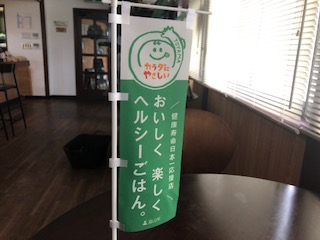 カラダに
やさしい
健康寿命日本一応援店
おいしく 楽しく
ヘルシーごはん。